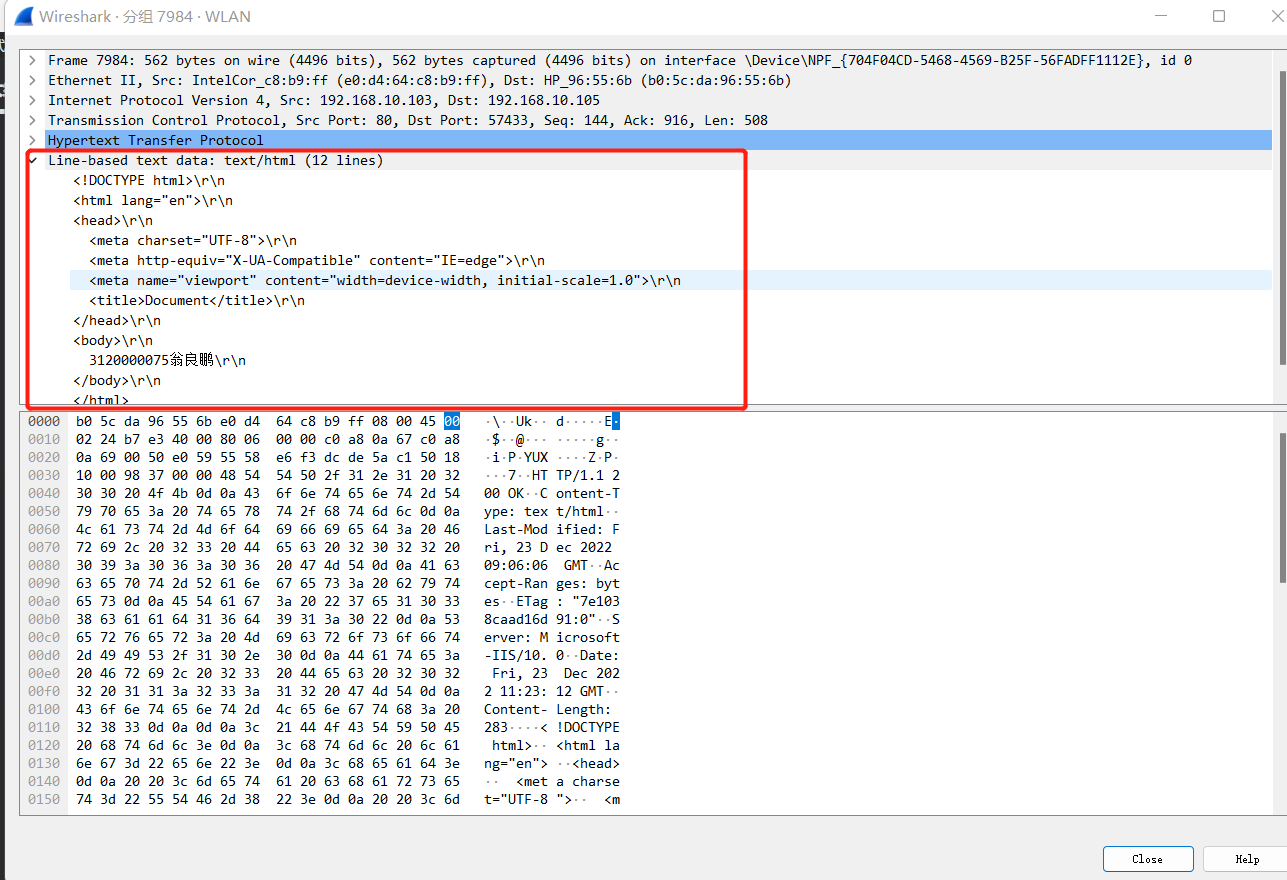 Wireshark · 分组 7984 · WLAN
Frame 7984: 562 bytes on wire (4496 bits), 562 bytes captured (4496 bits) on interface \Device\NPF_{704F04CD-5468-4569-B25F-56FADFF1112E}, id 0
Ethernet II, Src: IntelCor_c8:b9:ff (e0:d4:64:c8:b9:ff), Dst: HP_96:55:6b (b0:5c:da:96:55:6b)
Internet Protocol Version 4, Src: 192.168.10.103, Dst: 192.168.10.105
Transmission Control Protocol, Src Port: 80, Dst Port: 57433, Seq: 144, Ack: 916, Len: 508
Hypertext Transfer Protocol
Line-based text data: text/html (12 lines)
<!DOCTYPE html>\r\n
<html lang="en">\r\n
<head>\r\n
<meta charset="UTF-8">\r\n
<meta http-equiv="X-UA-Compatible" content="IE=edge">\r\n
<meta name="viewport" content="width=device-width, initial-scale=1.0">\r\n
<title>Document</title>\r\n
</head>\r\n
<body>\r\n
3120000075翁良鹏\r\n
</body>\r\n
</html>
0000 b0 5c da 96 55 6b e0 d4 64 c8 b9 ff 08 00 45 00 ·\··Uk··d·····E·
0010 02 24 b7 e3 40 00 80 06 00 00 c0 a8 0a 67 c0 a8 ·$··@········g··
0020 0a 69 00 50 e0 59 55 58 e6 f3 dc de 5a c1 50 18 ·i·P·YUX····Z·P·
0030 10 00 98 37 00 00 48 54 54 50 2f 31 2e 31 20 32 ···7··HTTP/1.1 2
0040 30 30 20 4f 4b 0d 0a 43 6f 6e 74 65 6e 74 2d 54 00 OK··Content-T
0050 79 70 65 3a 20 74 65 78 74 2f 68 74 6d 6c 0d 0a ype: text/html··
0060 4c 61 73 74 2d 4d 6f 64 69 66 69 65 64 3a 20 46 Last-Modified: F
0070 72 69 2c 20 32 33 20 44 65 63 20 32 30 32 32 20 ri, 23 Dec 2022
0080 30 39 3a 30 36 3a 30 36 20 47 4d 54 0d 0a 41 63 09:06:06 GMT··Ac
0090 63 65 70 74 2d 52 61 6e 67 65 73 3a 20 62 79 74 cept-Ranges: byt
00a0 65 73 0d 0a 45 54 61 67 3a 20 22 37 65 31 30 33 es··ETag: "7e103
00b0 38 63 61 61 64 31 36 64 39 31 3a 30 22 0d 0a 53 8caad16d91:0"··S
00c0 65 72 76 65 72 3a 20 4d 69 63 72 6f 73 6f 66 74 erver: Microsoft
00d0 2d 49 49 53 2f 31 30 2e 30 0d 0a 44 61 74 65 3a -IIS/10.0··Date:
00e0 20 46 72 69 2c 20 32 33 20 44 65 63 20 32 30 32 Fri, 23 Dec 202
00f0 32 20 31 31 3a 32 33 3a 31 32 20 47 4d 54 0d 0a 2 11:23:12 GMT··
0100 43 6f 6e 74 65 6e 74 2d 4c 65 6e 67 74 68 3a 20 Content-Length:
0110 32 38 33 0d 0a 0d 0a 3c 21 44 4f 43 54 59 50 45 283····<!DOCTYPE
0120 20 68 74 6d 6c 3e 0d 0a 3c 68 74 6d 6c 20 6c 61 html>··<html la
0130 6e 67 3d 22 65 6e 22 3e 0d 0a 3c 68 65 61 64 3e ng="en">··<head>
0140 0d 0a 20 20 3c 6d 65 74 61 20 63 68 61 72 73 65 ·· <meta charse
0150 74 3d 22 55 54 46 2d 38 22 3e 0d 0a 20 20 3c 6d t="UTF-8">·· <m
Close
Help